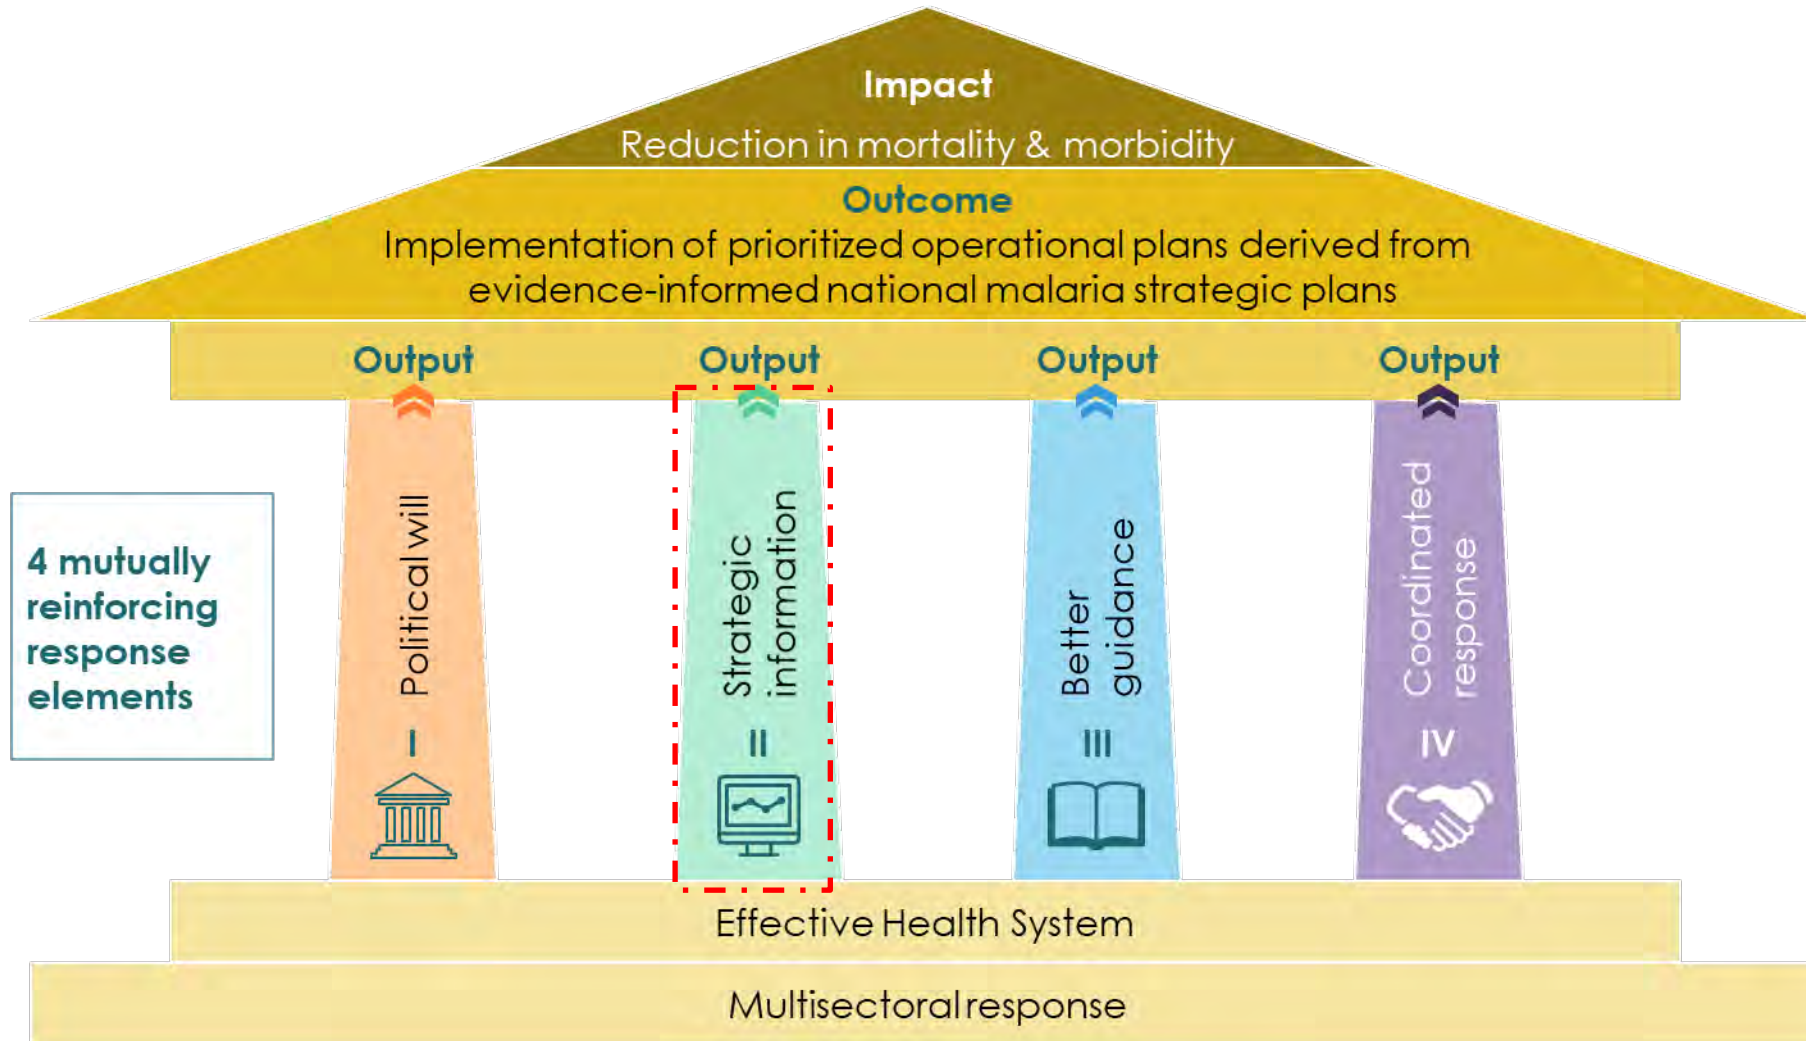 Impact
Reduction in mortality & morbidity
Outcome
Implementation of prioritized operational plans derived from
evidence-informed national malaria strategic plans
Output
Output
Output
Output
4 mutually
reinforcing
response
elements
Political will
I
Strategic
information
II
Better
guidance
III
Coordinated
response
IV
Effective Health System
Multisectoral response